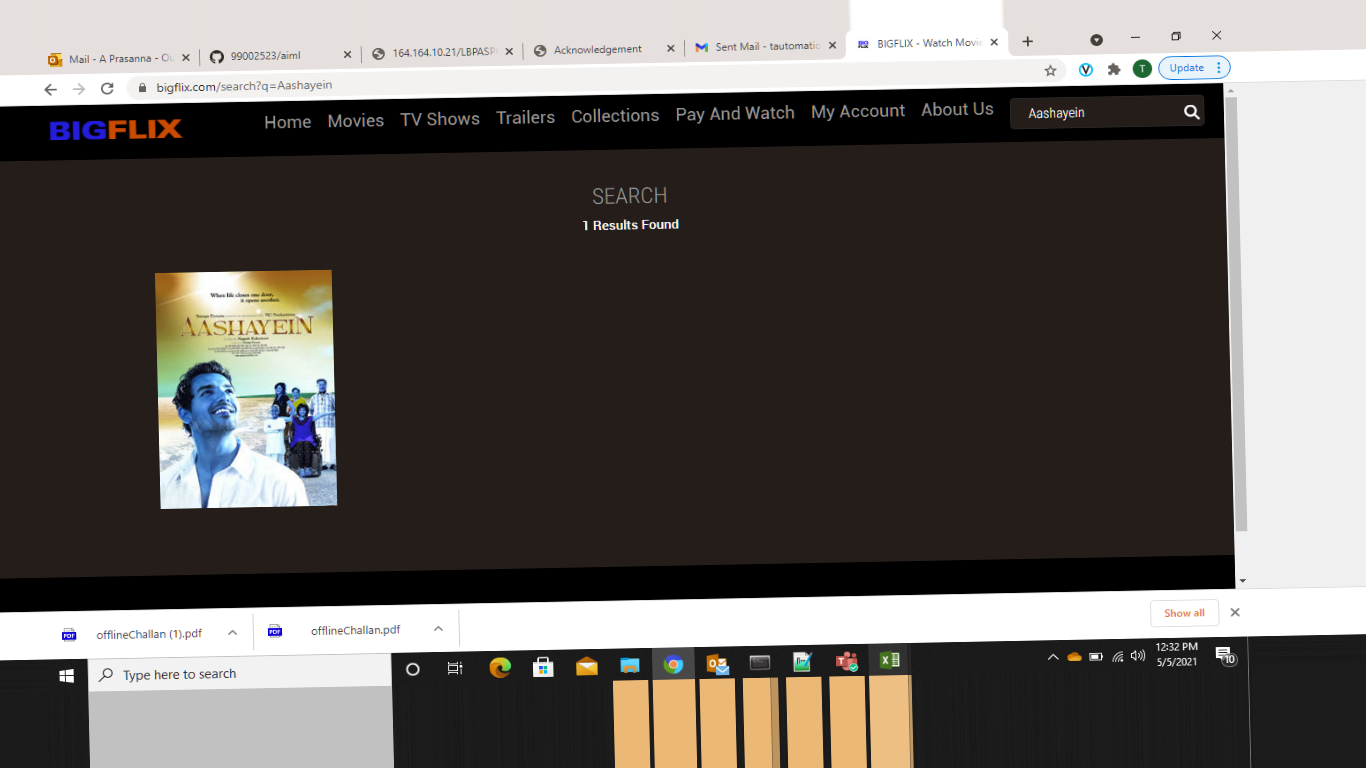 Mail - A Prasanna - Ou
99002523/aiml
164.164.10.21/LBPASP
Acknowledgement
Sent Mail - tautomatic
BIGFLIX - Watch Movie
bigflix.com/search?q=Aashayein
T
Update
BIGFLIX
Home
Movies
TV Shows
Trailers
Collections
Pay And Watch
My Account
About Us
Aashayein
SEARCH
1 Results Found
When life closes one door,
it opens another.
AASHAYEIN
offlineChallan (1).pdf
offlineChallan.pdf
Show all
Type here to search
12:32 PM
5/5/2021
10